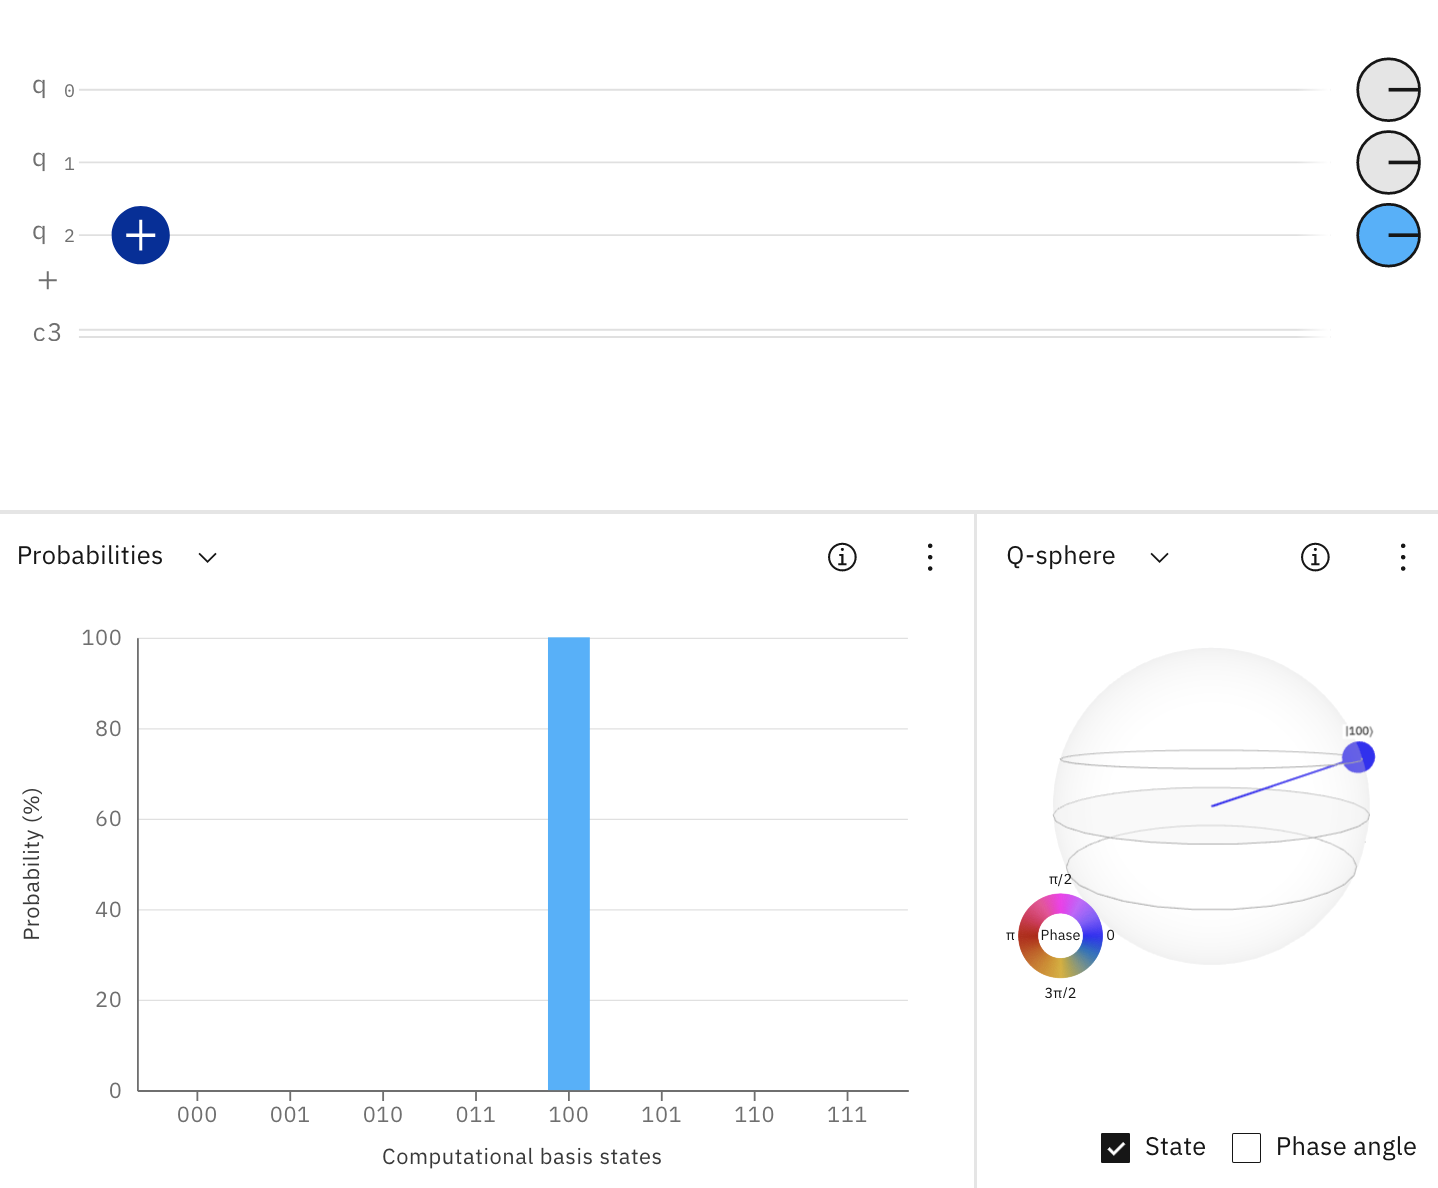 q 0
q 1
q 2
+
c3
Probabilities
Q-sphere
Probability (%)
100
80
60
40
20
0
000 001 010 011 100 101 110 111
Computational basis states
|100⟩
π/2
π Phase 0
3π/2
State Phase angle